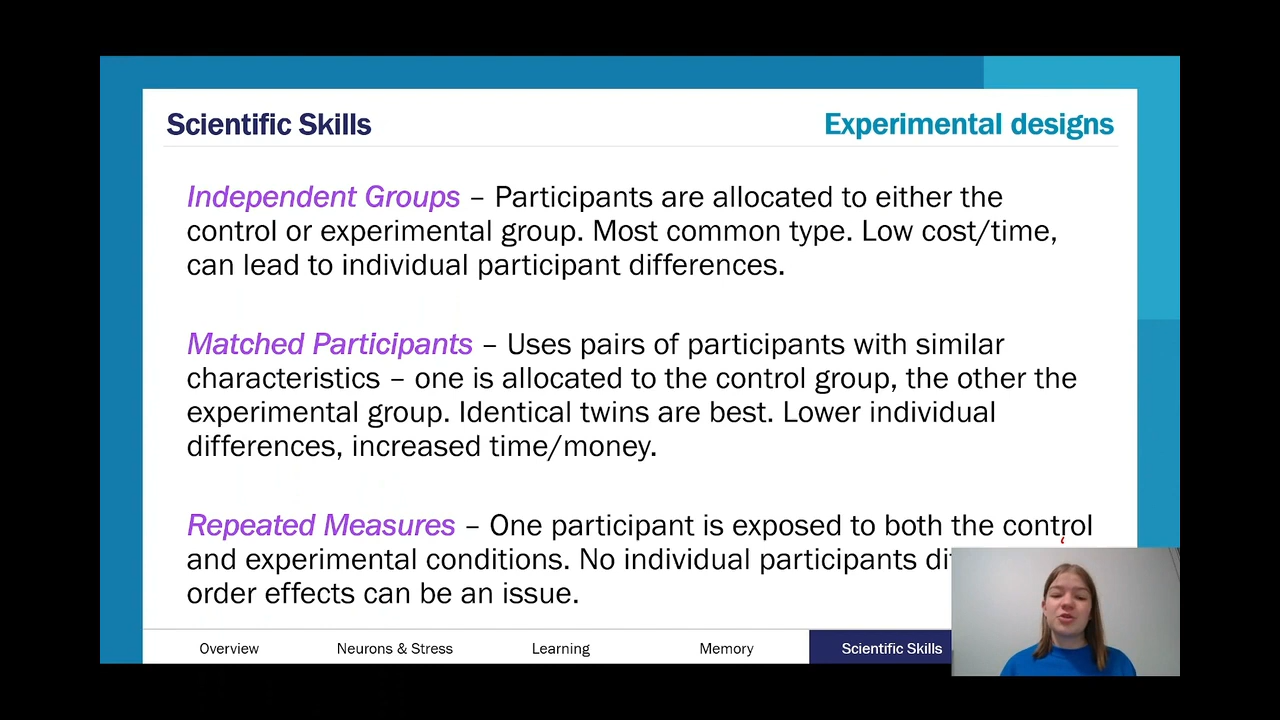 Scientific Skills
Experimental designs
Independent Groups – Participants are allocated to either the
control or experimental group. Most common type. Low cost/time,
can lead to individual participant differences.
Matched Participants – Uses pairs of participants with similar
characteristics – one is allocated to the control group, the other the
experimental group. Identical twins are best. Lower individual
differences, increased time/money.
Repeated Measures – One participant is exposed to both the control
and experimental conditions. No individual participants
order effects can be an issue.
Overview
Neurons & Stress
Learning
Memory
Scientific Skills